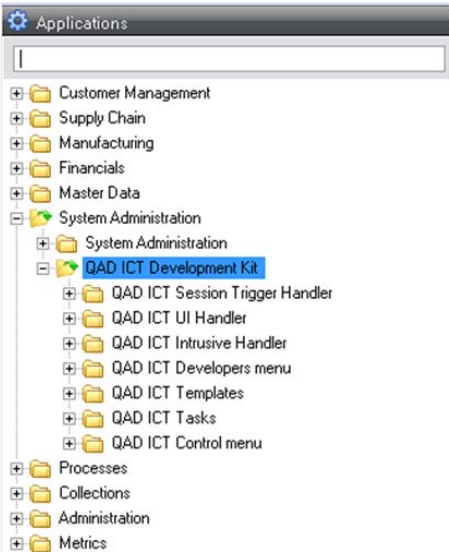 Applications
Customer Management
Supply Chain
Manufacturing
Financials
Master Data
System Administration
System Administration
QAD ICT Development Kit
QAD ICT Session Trigger Handler
QAD ICT UI Handler
QAD ICT Intrusive Handler
QAD ICT Developers menu
QAD ICT Templates
QAD ICT Tasks
QAD ICT Control menu
Processes
Collections
Administration
Metrics